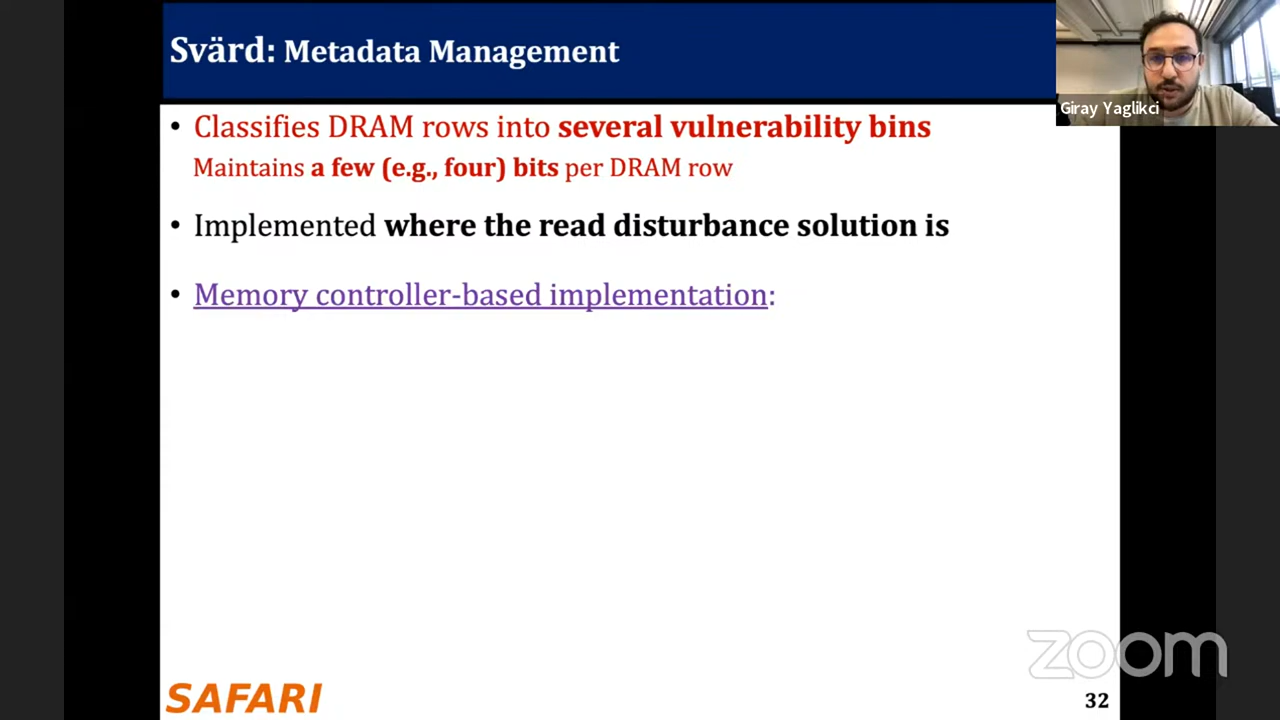 Svärd: Metadata Management
Giray Yaglikci
• Classifies DRAM rows into several vulnerability bins
Maintains a few (e.g., four) bits per DRAM row
• Implemented where the read disturbance solution is
• Memory controller-based implementation:
zoom
SAFARI
32